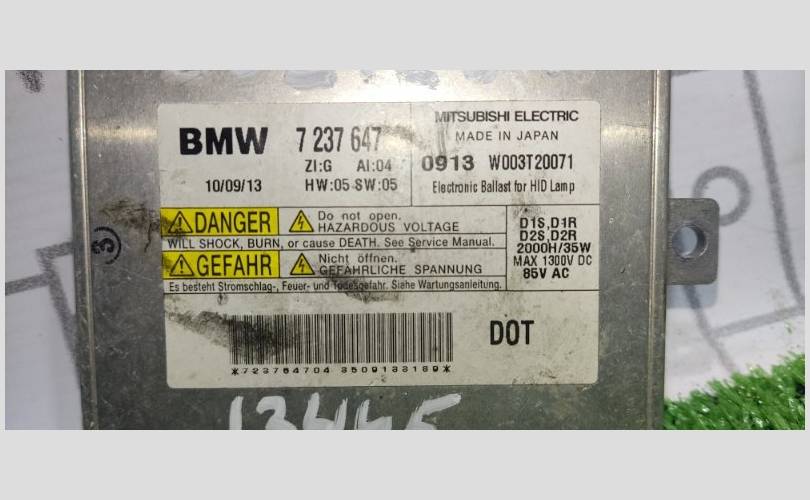 BMW 7 237 647
ZI:G AI:04
10/09/13 HW:05 SW:05
MITSUBISHI ELECTRIC
MADE IN JAPAN
0913 W003T20071
Electronic Ballast for HID Lamp
DANGER Do not open.
HAZARDOUS VOLTAGE
WILL SHOCK, BURN, or cause DEATH. See Service Manual.
GEFAHR Nicht öffnen.
GEFÄHRLICHE SPANNUNG
Es besteht Stromschlag-, Feuer- und Todesgefahr. Siehe Wartungsanleitung.
D1S,D1R
D2S,D2R
2000H/35W
MAX 1300V DC
85V AC
3)
DOT
*723764704 3509133189*